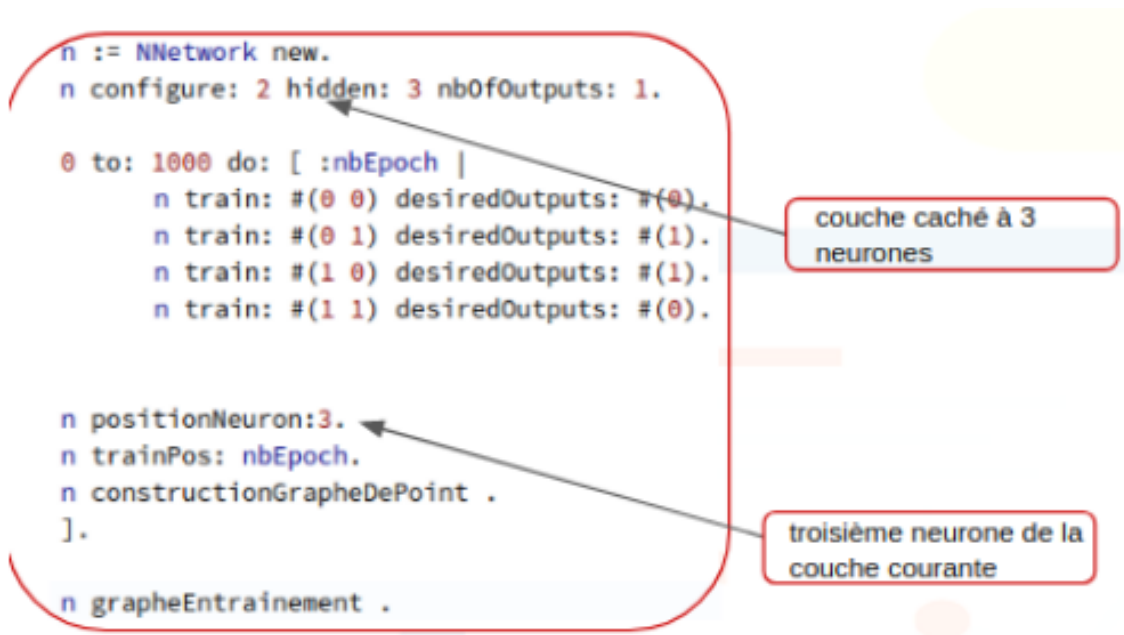 n := NNetwork new.
n configure: 2 hidden: 3 nbOfOutputs: 1.
0 to: 1000 do: [ :nbEpoch |
n train: #(0 0) desiredOutputs: #(0).
n train: #(0 1) desiredOutputs: #(1).
n train: #(1 0) desiredOutputs: #(1).
n train: #(1 1) desiredOutputs: #(0).
couche caché à 3
neurones
n positionNeuron:3.
n trainPos: nbEpoch.
n constructionGrapheDePoint .
].
n grapheEntrainement .
troisième neurone de la
couche courante